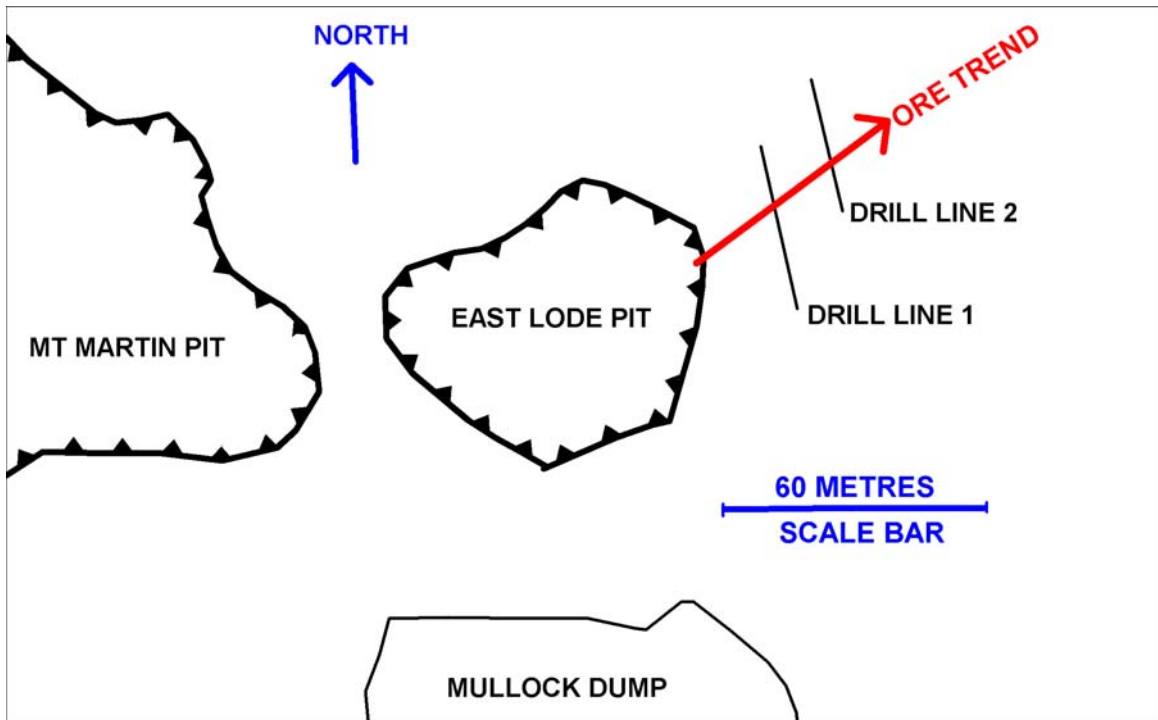 NORTH
ORE TREND
DRILL LINE 2
EAST LODE PIT
DRILL LINE 1
MT MARTIN PIT
60 METRES
SCALE BAR
MULLOCK DUMP